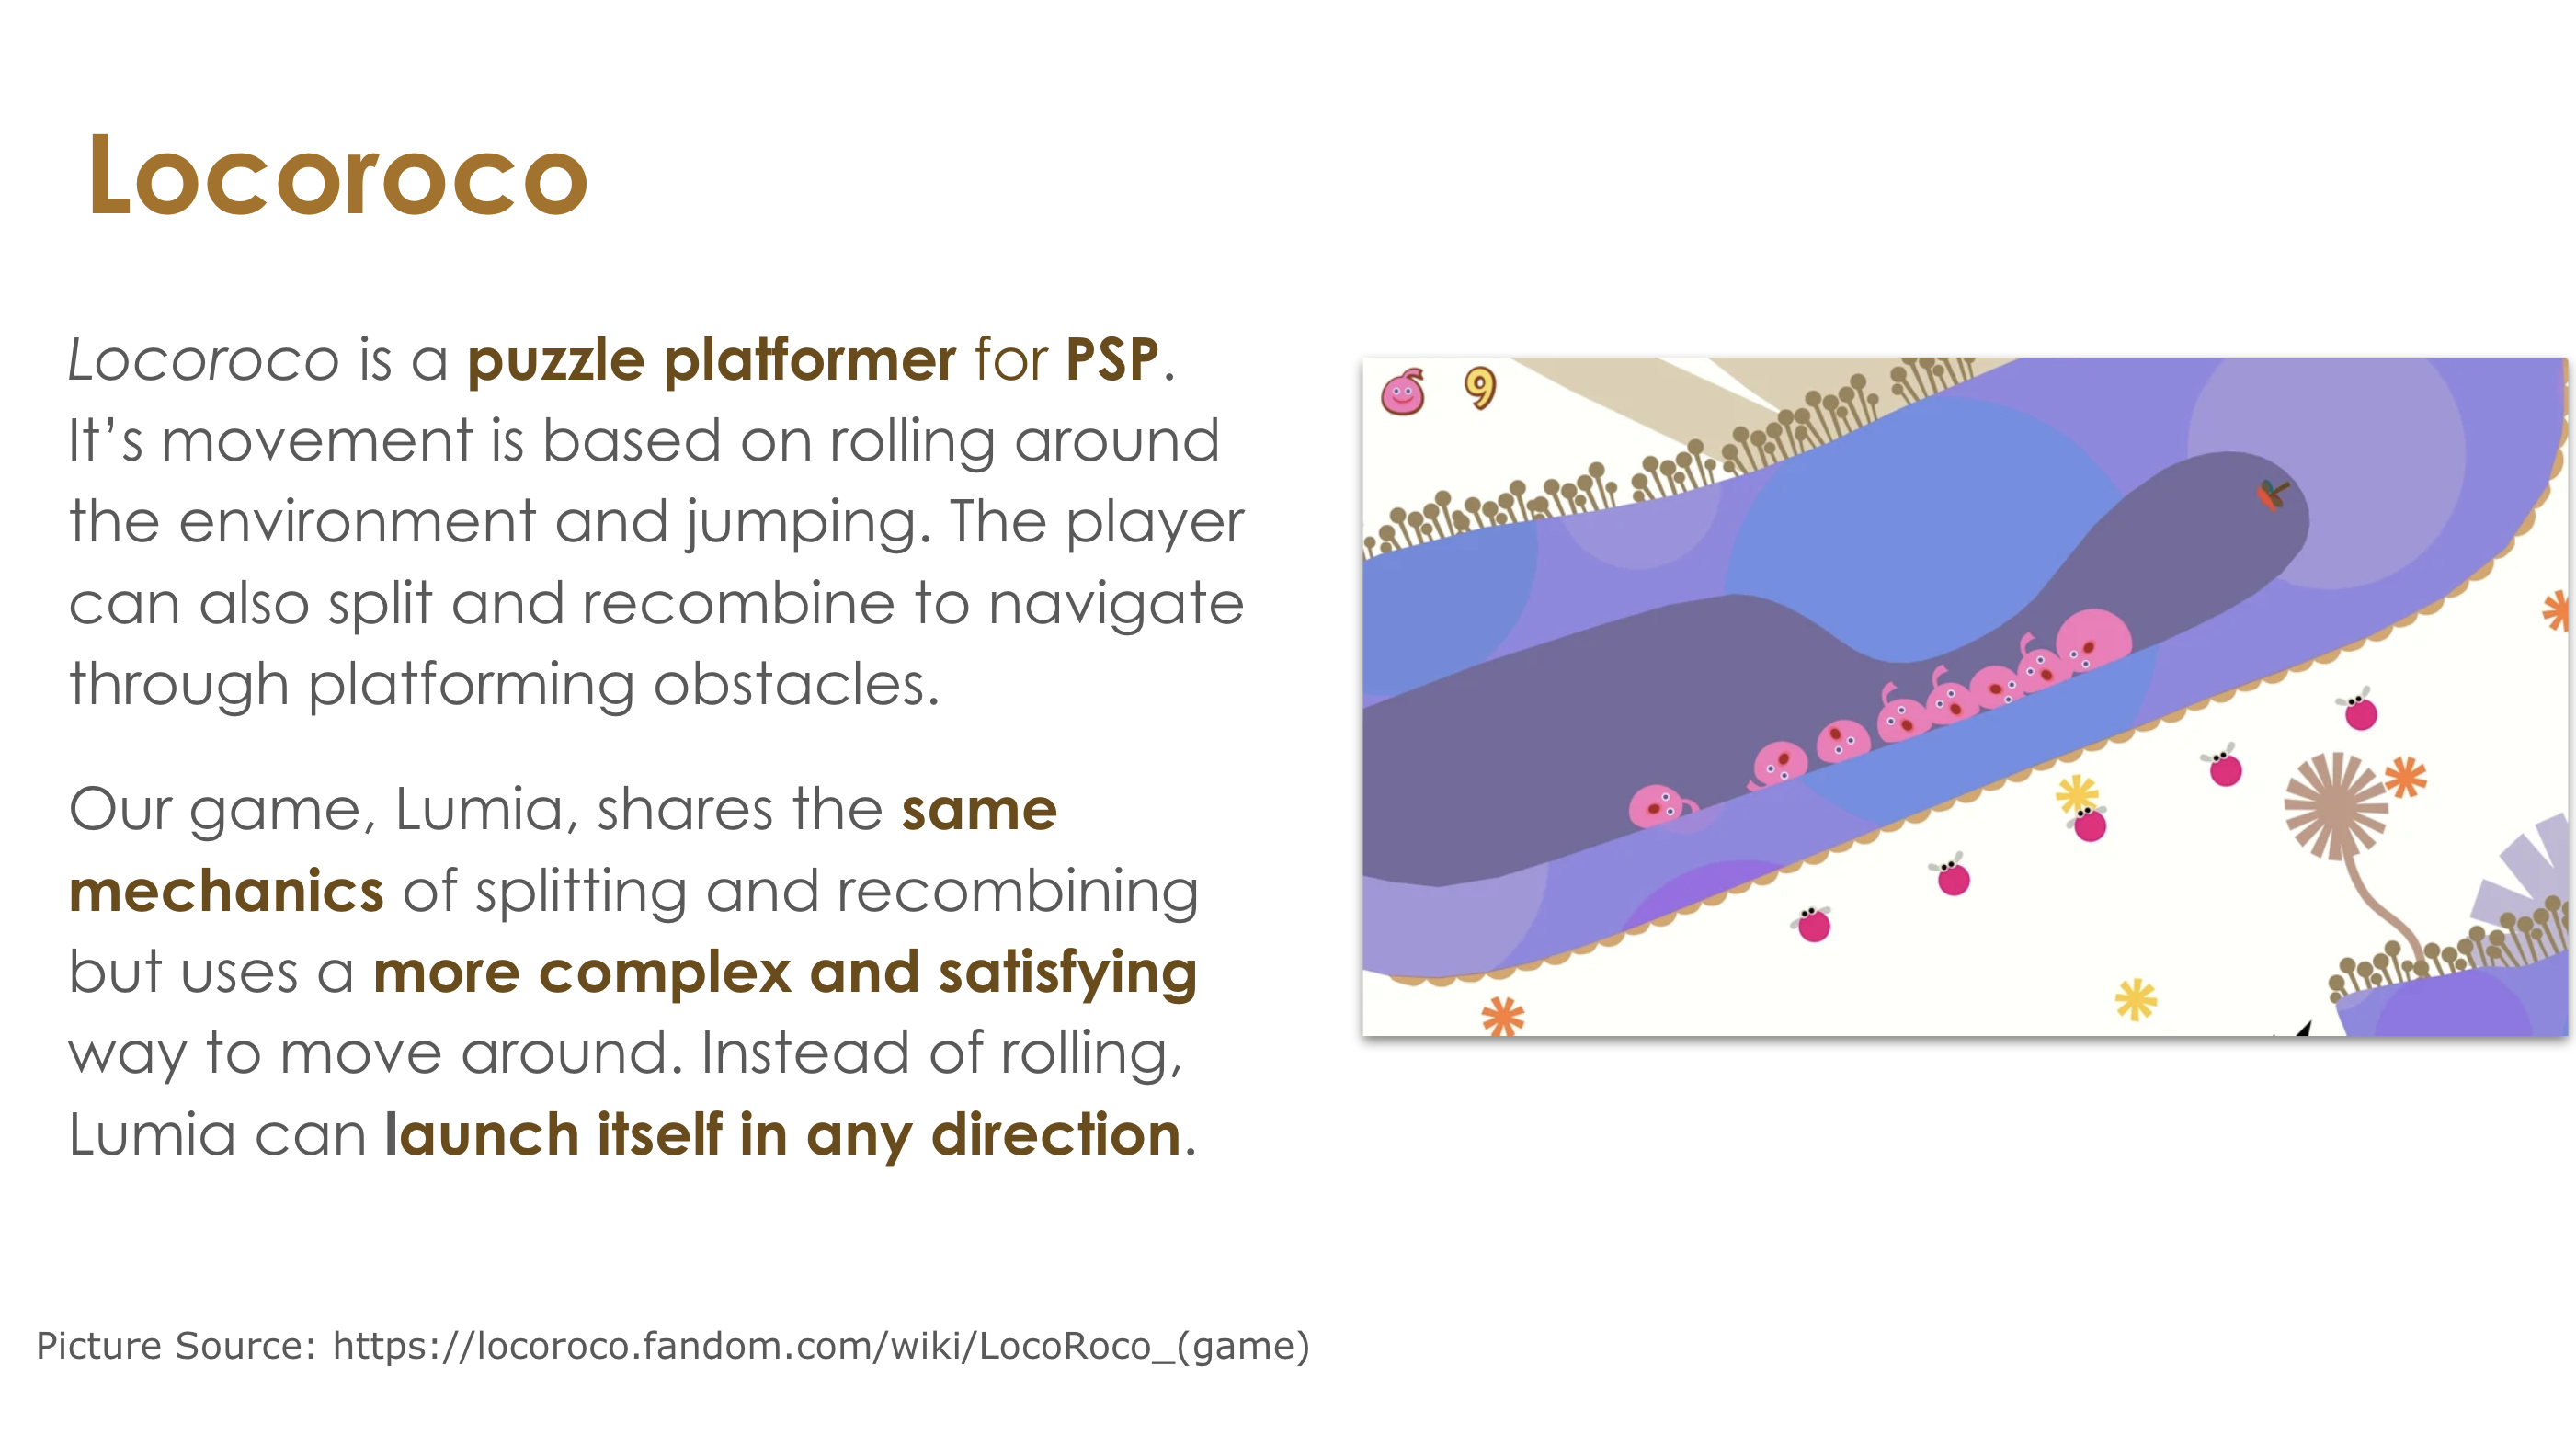 Locoroco
Locoroco is a puzzle platformer for PSP.
It’s movement is based on rolling around
the environment and jumping. The player
can also split and recombine to navigate
through platforming obstacles.
9
Our game, Lumia, shares the same
mechanics of splitting and recombining
but uses a more complex and satisfying
way to move around. Instead of rolling,
Lumia can launch itself in any direction.
Picture Source: https://locoroco.fandom.com/wiki/LocoRoco_(game)